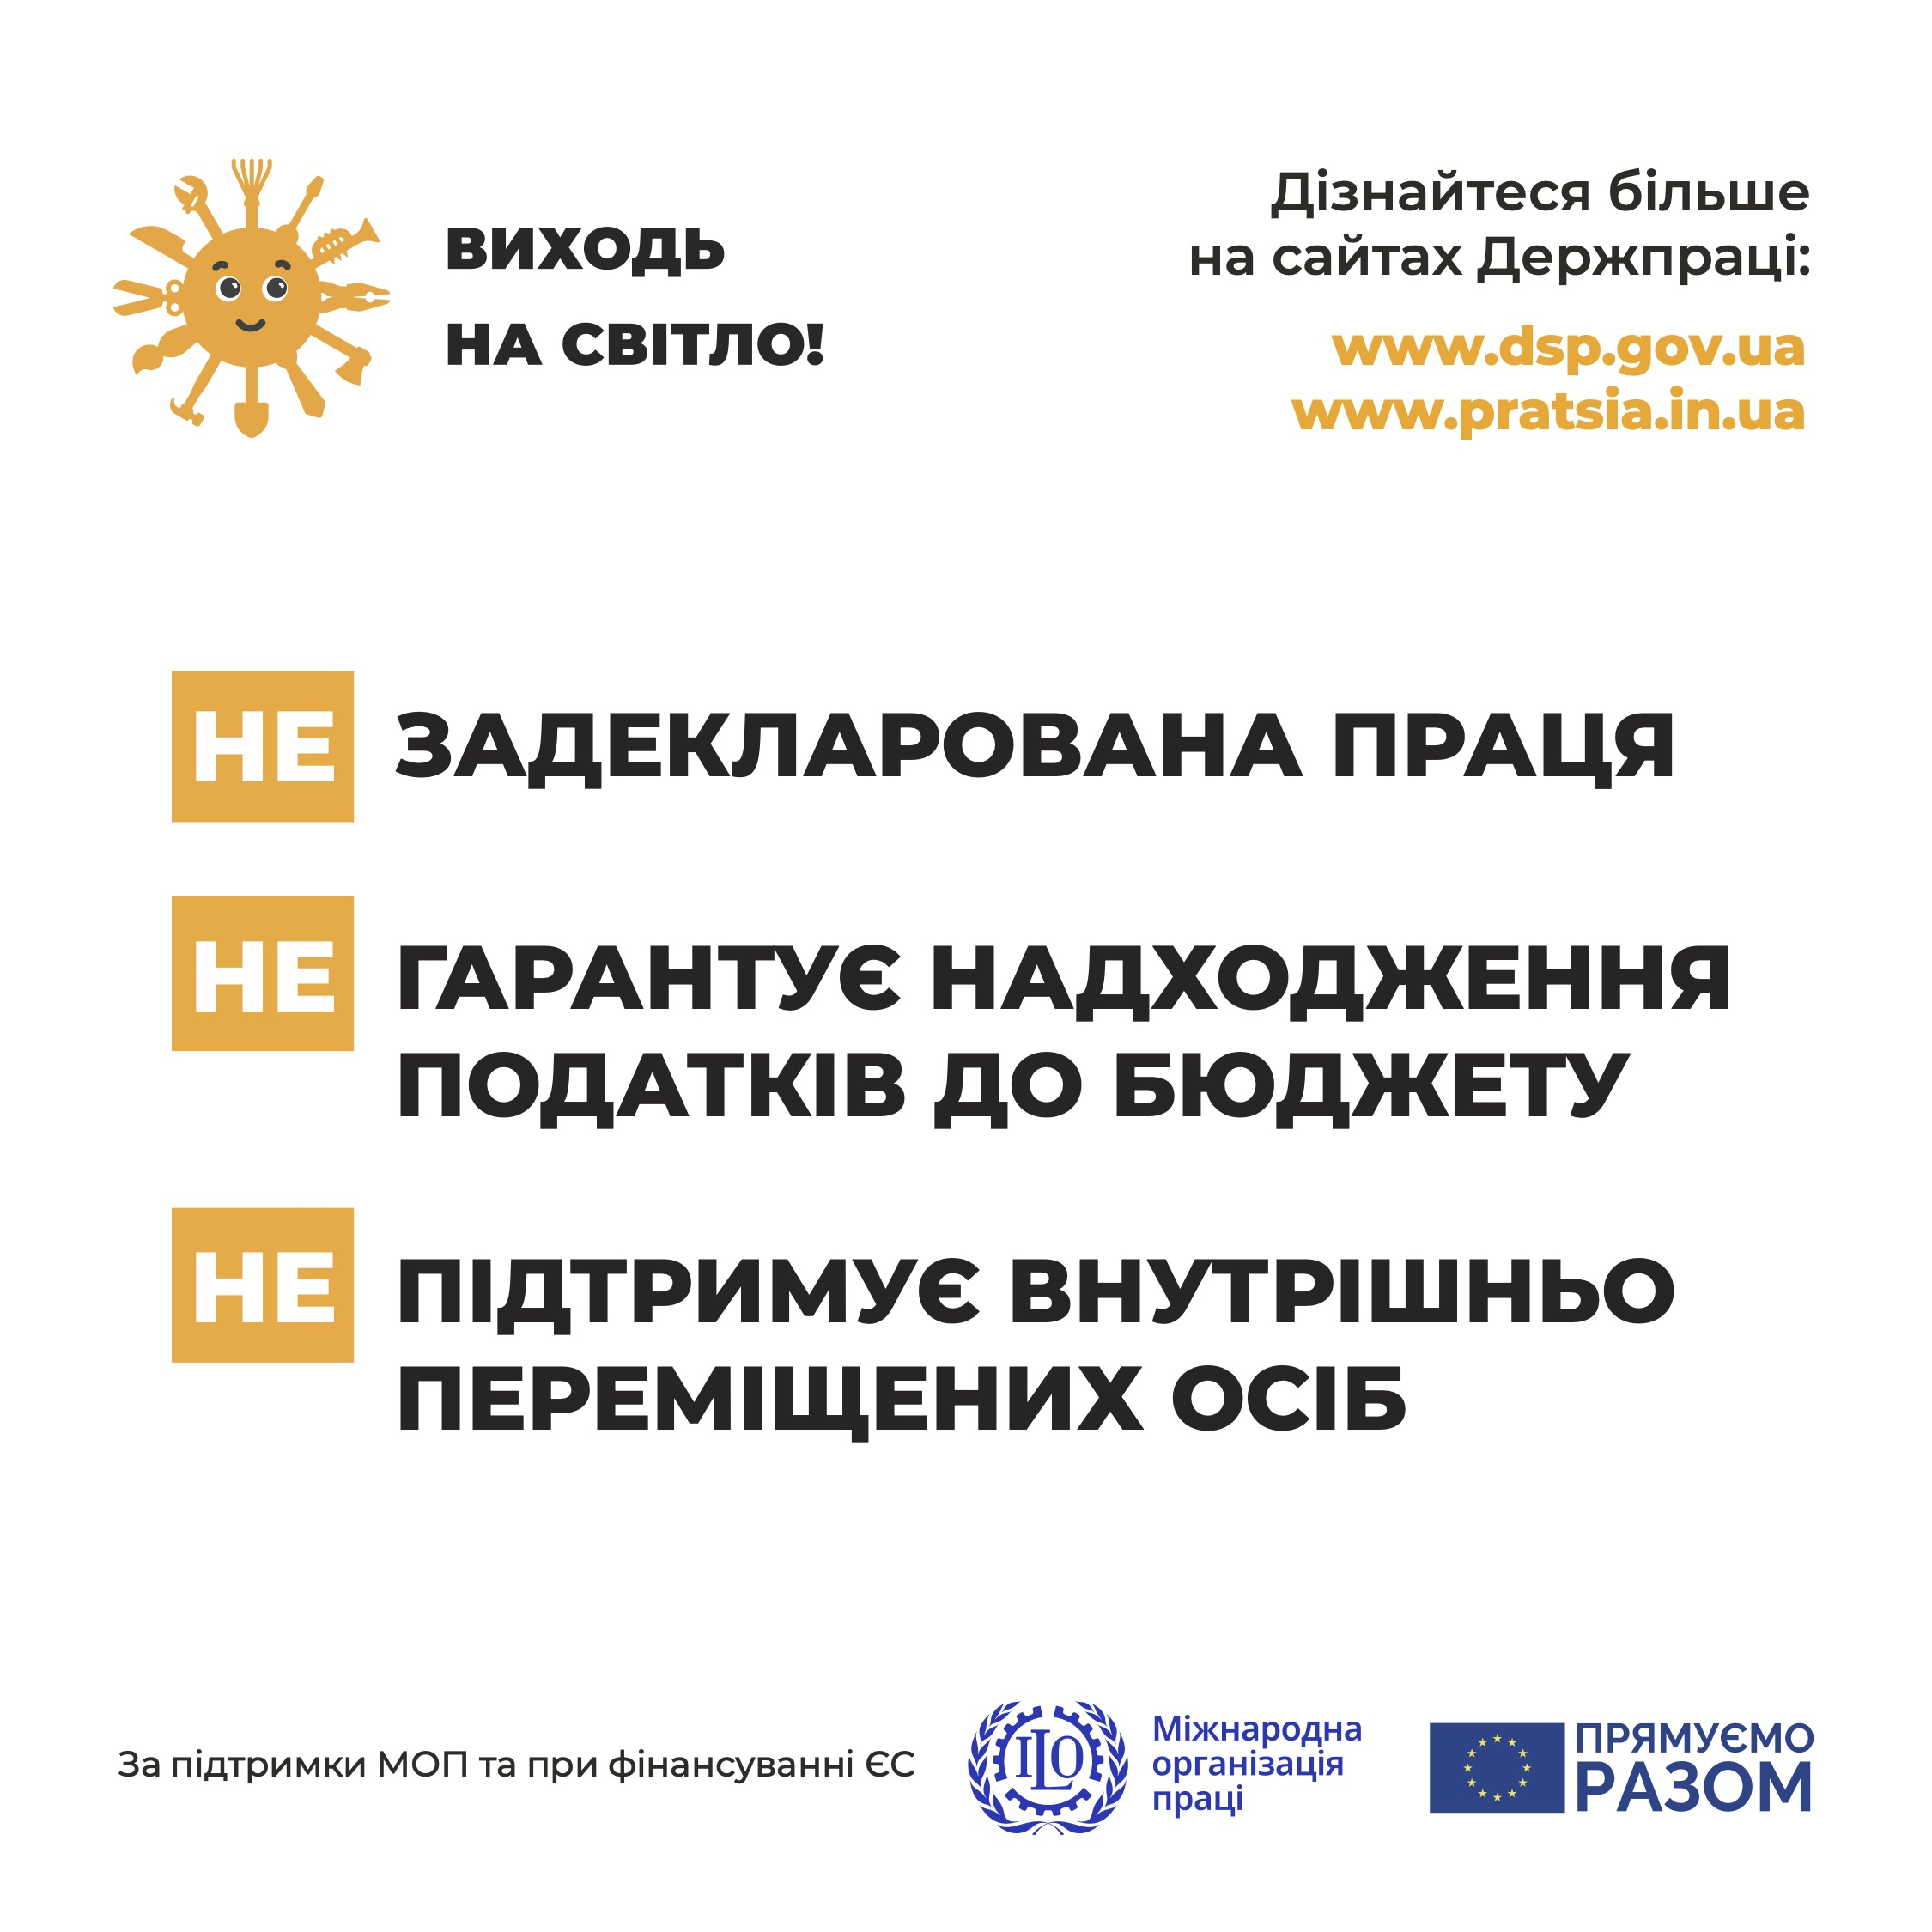 ВИХОДЬ
НА СВІТЛО!
Дізнайтеся більше
на сайтах Держпраці:
www.dsp.gov.ua
www.pratsia.in.ua
НЕ ЗАДЕКЛАРОВАНА ПРАЦЯ
НЕ ГАРАНТУЄ НАДХОДЖЕННЯ
ПОДАТКІВ ДО БЮДЖЕТУ
НЕ ПІДТРИМУЄ ВНУТРІШНЬО
ПЕРЕМІЩЕНИХ ОСІБ
За підтримки МОП та при фінансуванні ЄС
ILO
Міжнародна
організація
праці
ПРЯМУЄМО
РАЗОМ